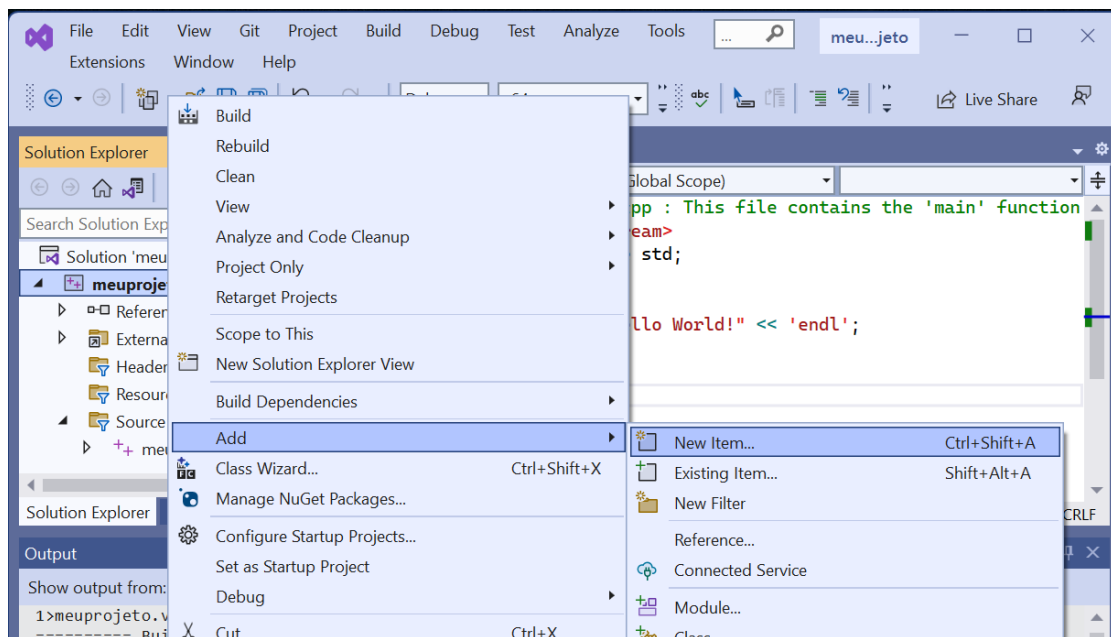 File Edit View Git Project Build Debug Test Analyze Tools ... meu...jeto
Extensions Window Help
Live Share
Build
Rebuild
Clean
View
Analyze and Code Cleanup
Project Only
Retarget Projects
Scope to This
New Solution Explorer View
Build Dependencies
Add
Class Wizard... Ctrl+Shift+X
Manage NuGet Packages...
Configure Startup Projects...
Set as Startup Project
Debug
Cut Ctrl+X
New Item... Ctrl+Shift+A
Existing Item... Shift+Alt+A
New Filter
Reference...
Connected Service
Module...
Class...
Solution Explorer
Search Solution Exp
Solution 'meu
meuproje
Referen
Externa
Header
Resour
Source
me
Solution Explorer
Output
Show output from:
1>meuprojeto.v
---------- Bui
Global Scope)
pp : This file contains the 'main' function
eam>
std;
llo World!" << 'endl';
CRLF